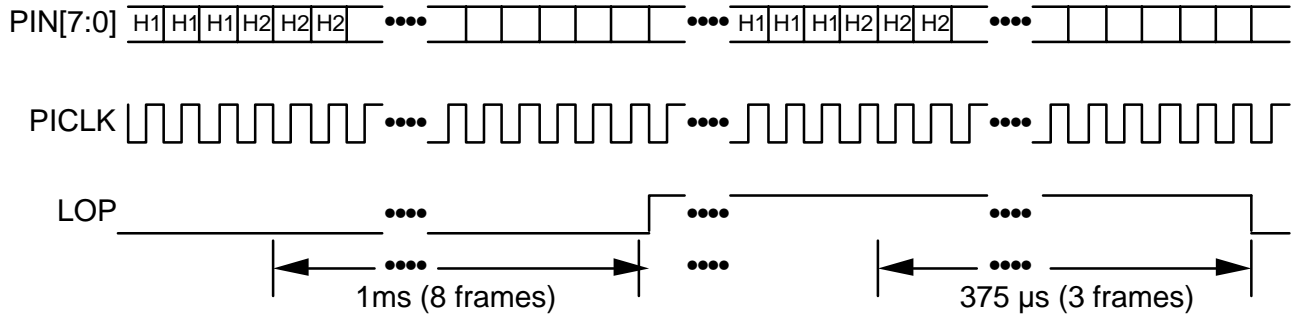 PIN[7:0] H1 H1 H1 H2 H2 H2 •••• •••• H1 H1 H1 H2 H2 H2 ••••
PICLK •••• •••• ••••
LOP •••• •••• ••••
•••• •••• ••••
1ms (8 frames) 375 µs (3 frames)